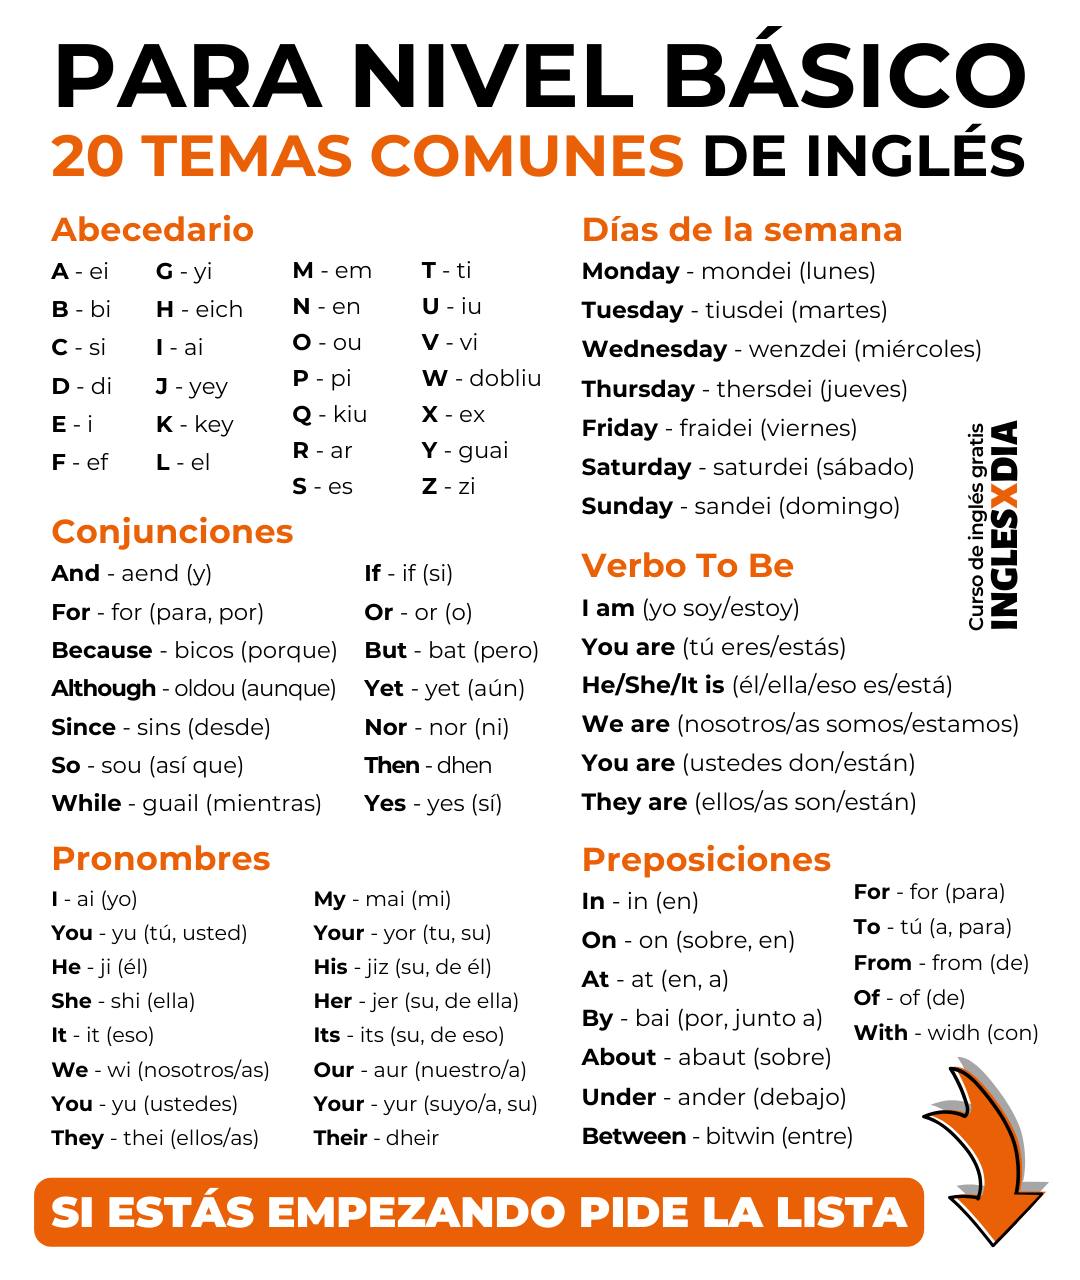 PARA NIVEL BÁSICO
20 TEMAS COMUNES DE INGLÉS
Abecedario
A - ei
B - bi
C - si
D - di
E - i
F - ef
G - yi
H - eich
I - ai
J - yey
K - key
L - el
M - em
N - en
O - ou
P - pi
Q - kiu
R - ar
S - es
T - ti
U - iu
V - vi
W - dobliu
X - ex
Y - guai
Z - zi
Días de la semana
Monday - mondei (lunes)
Tuesday - tiusdei (martes)
Wednesday - wenzdei (miércoles)
Thursday - thersdei (jueves)
Friday - fraidei (viernes)
Saturday - saturdei (sábado)
Sunday - sandei (domingo)
Curso de inglés gratis
INGLESXDIA
Conjunciones
And - aend (y)
For - for (para, por)
Because - bicos (porque)
Although - oldou (aunque)
Since - sins (desde)
So - sou (así que)
While - guail (mientras)
If - if (si)
Or - or (o)
But - bat (pero)
Yet - yet (aún)
Nor - nor (ni)
Then - dhen
Yes - yes (sí)
Verbo To Be
I am (yo soy/estoy)
You are (tú eres/estás)
He/She/It is (él/ella/eso es/está)
We are (nosotros/as somos/estamos)
You are (ustedes don/están)
They are (ellos/as son/están)
Pronombres
I - ai (yo)
You - yu (tú, usted)
He - ji (él)
She - shi (ella)
It - it (eso)
We - wi (nosotros/as)
You - yu (ustedes)
They - thei (ellos/as)
My - mai (mi)
Your - yor (tu, su)
His - jiz (su, de él)
Her - jer (su, de ella)
Its - its (su, de eso)
Our - aur (nuestro/a)
Your - yur (suyo/a, su)
Their - dheir
Preposiciones
In - in (en)
On - on (sobre, en)
At - at (en, a)
By - bai (por, junto a)
About - abaut (sobre)
Under - ander (debajo)
Between - bitwin (entre)
For - for (para)
To - tú (a, para)
From - from (de)
Of - of (de)
With - widh (con)
SI ESTÁS EMPEZANDO PIDE LA LISTA